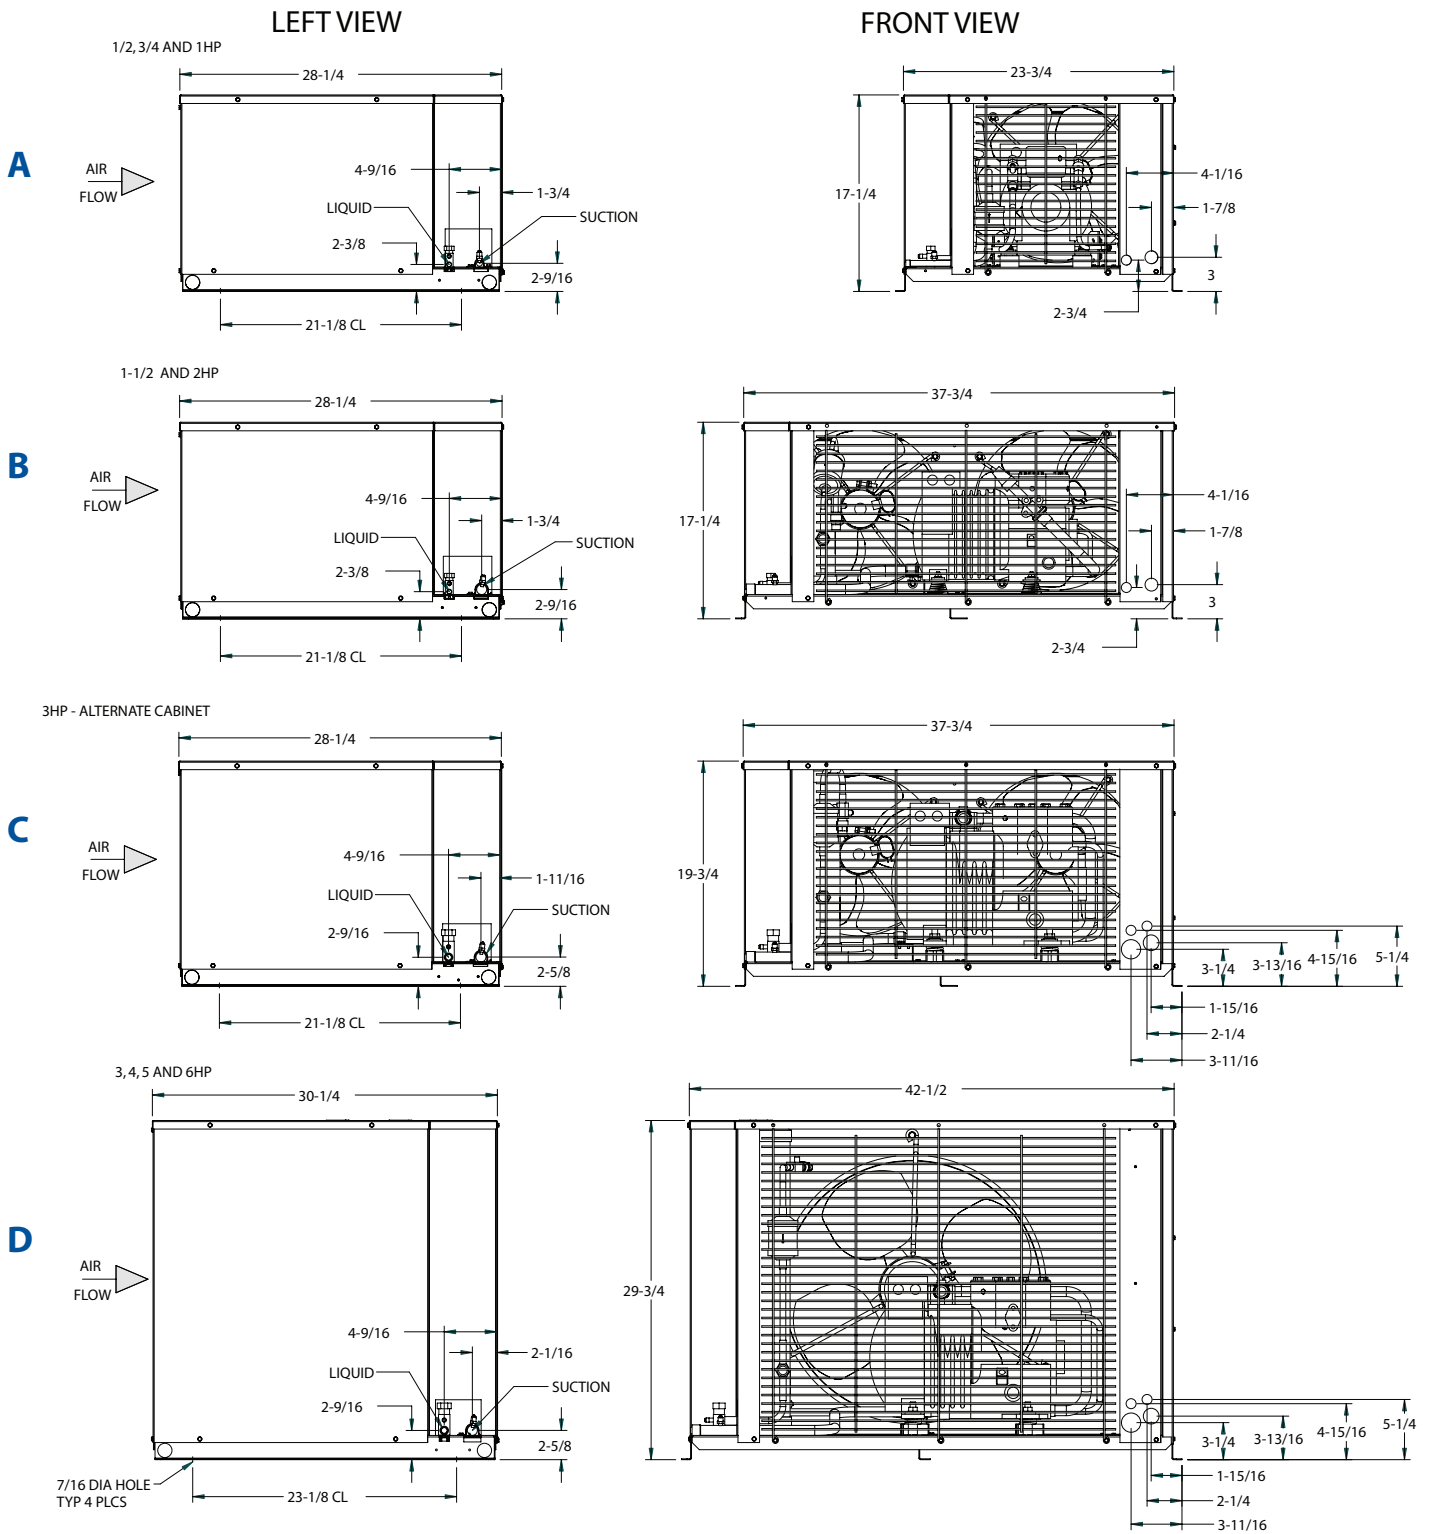 LEFT VIEW
FRONT VIEW
1/2, 3/4 AND 1HP
28-1/4
23-3/4
A
AIR
FLOW
4-9/16
1-3/4
LIQUID
SUCTION
2-3/8
2-9/16
21-1/8 CL
17-1/4
4-1/16
1-7/8
3
2-3/4
1-1/2 AND 2HP
28-1/4
37-3/4
B
AIR
FLOW
4-9/16
1-3/4
LIQUID
SUCTION
2-3/8
2-9/16
21-1/8 CL
17-1/4
4-1/16
1-7/8
3
2-3/4
3HP - ALTERNATE CABINET
28-1/4
37-3/4
C
AIR
FLOW
4-9/16
1-11/16
LIQUID
SUCTION
2-9/16
2-5/8
21-1/8 CL
19-3/4
3-1/4
3-13/16
4-15/16
5-1/4
1-15/16
2-1/4
3-11/16
3, 4, 5 AND 6HP
30-1/4
42-1/2
D
AIR
FLOW
4-9/16
2-1/16
LIQUID
SUCTION
2-9/16
2-5/8
7/16 DIA HOLE
TYP 4 PLCS
23-1/8 CL
29-3/4
3-1/4
3-13/16
4-15/16
5-1/4
1-15/16
2-1/4
3-11/16